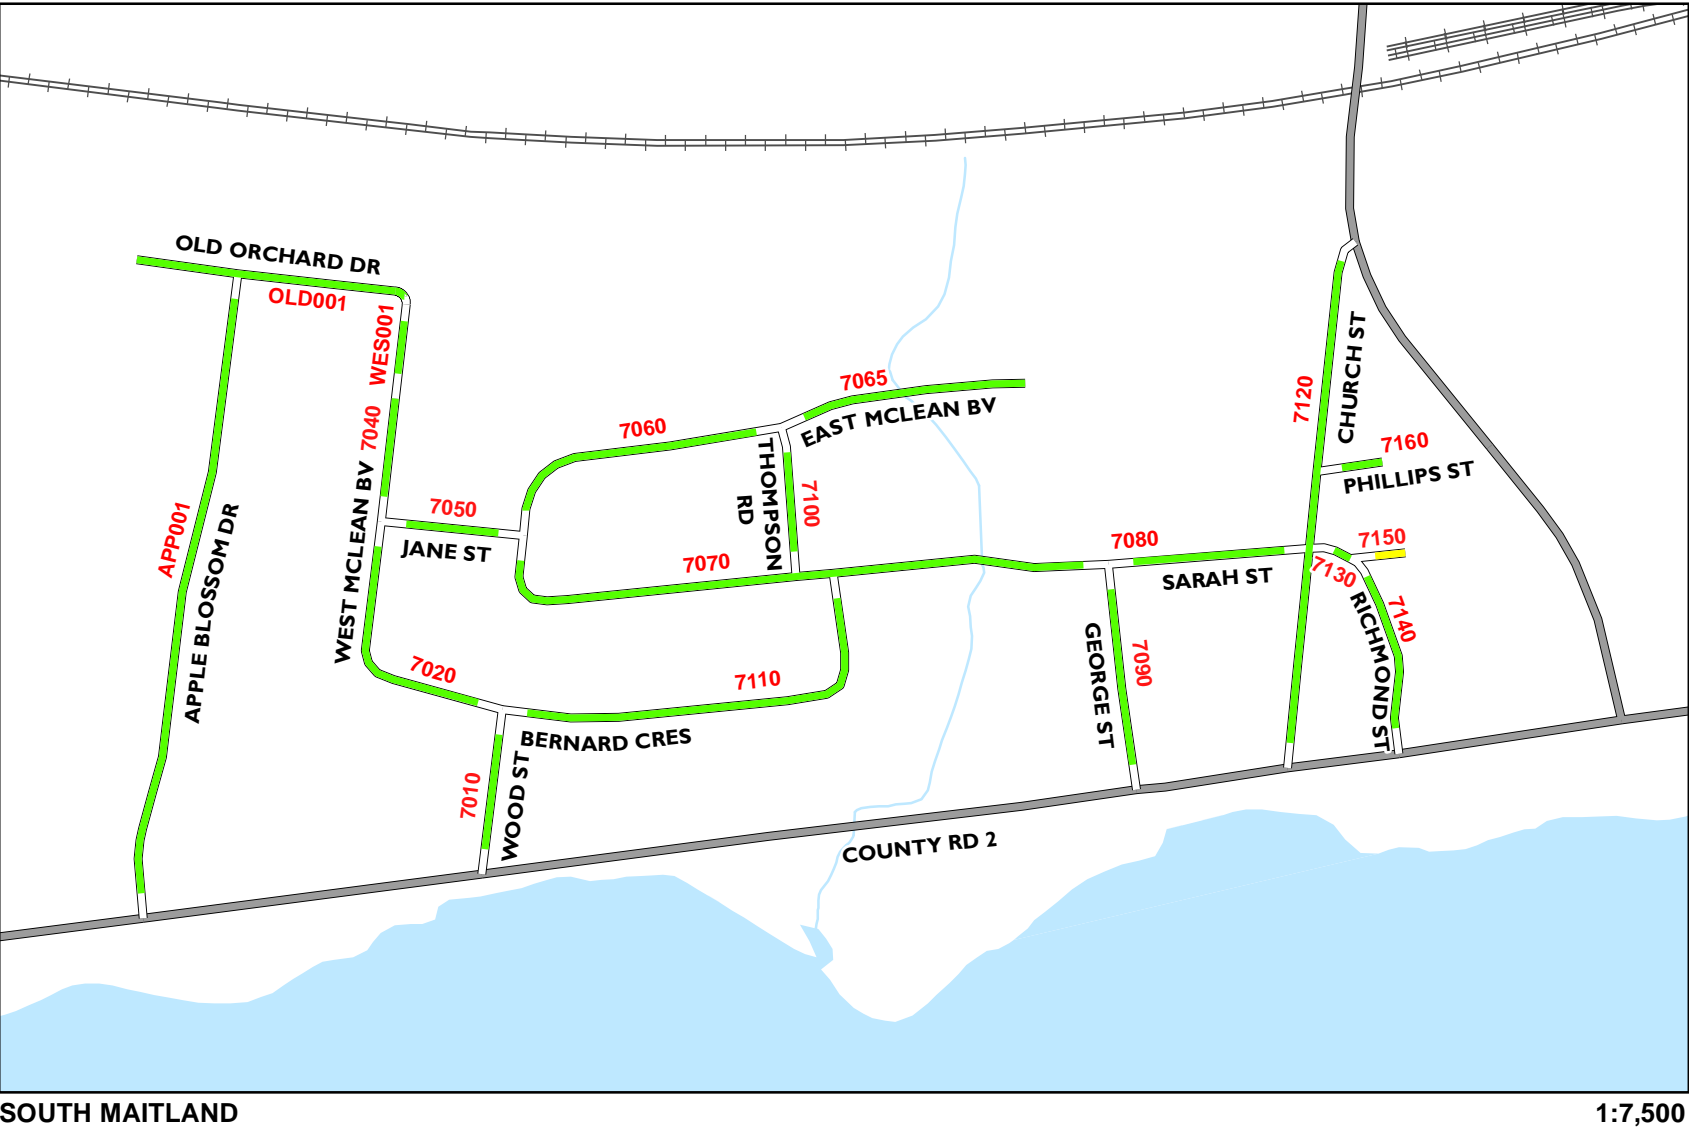 OLD ORCHARD DR
OLD001
WES001
7040
WEST MCLEAN BV
APP001
APPLE BLOSSOM DR
7050
JANE ST
7060
7065
EAST MCLEAN BV
THOMPSON
RD
7100
7070
7020
7110
BERNARD CRES
7010
WOOD ST
7080
SARAH ST
GEORGE ST
7090
7120
CHURCH ST
7160
PHILLIPS ST
7150
7130
7140
RICHMOND ST
COUNTY RD 2
SOUTH MAITLAND
1:7,500